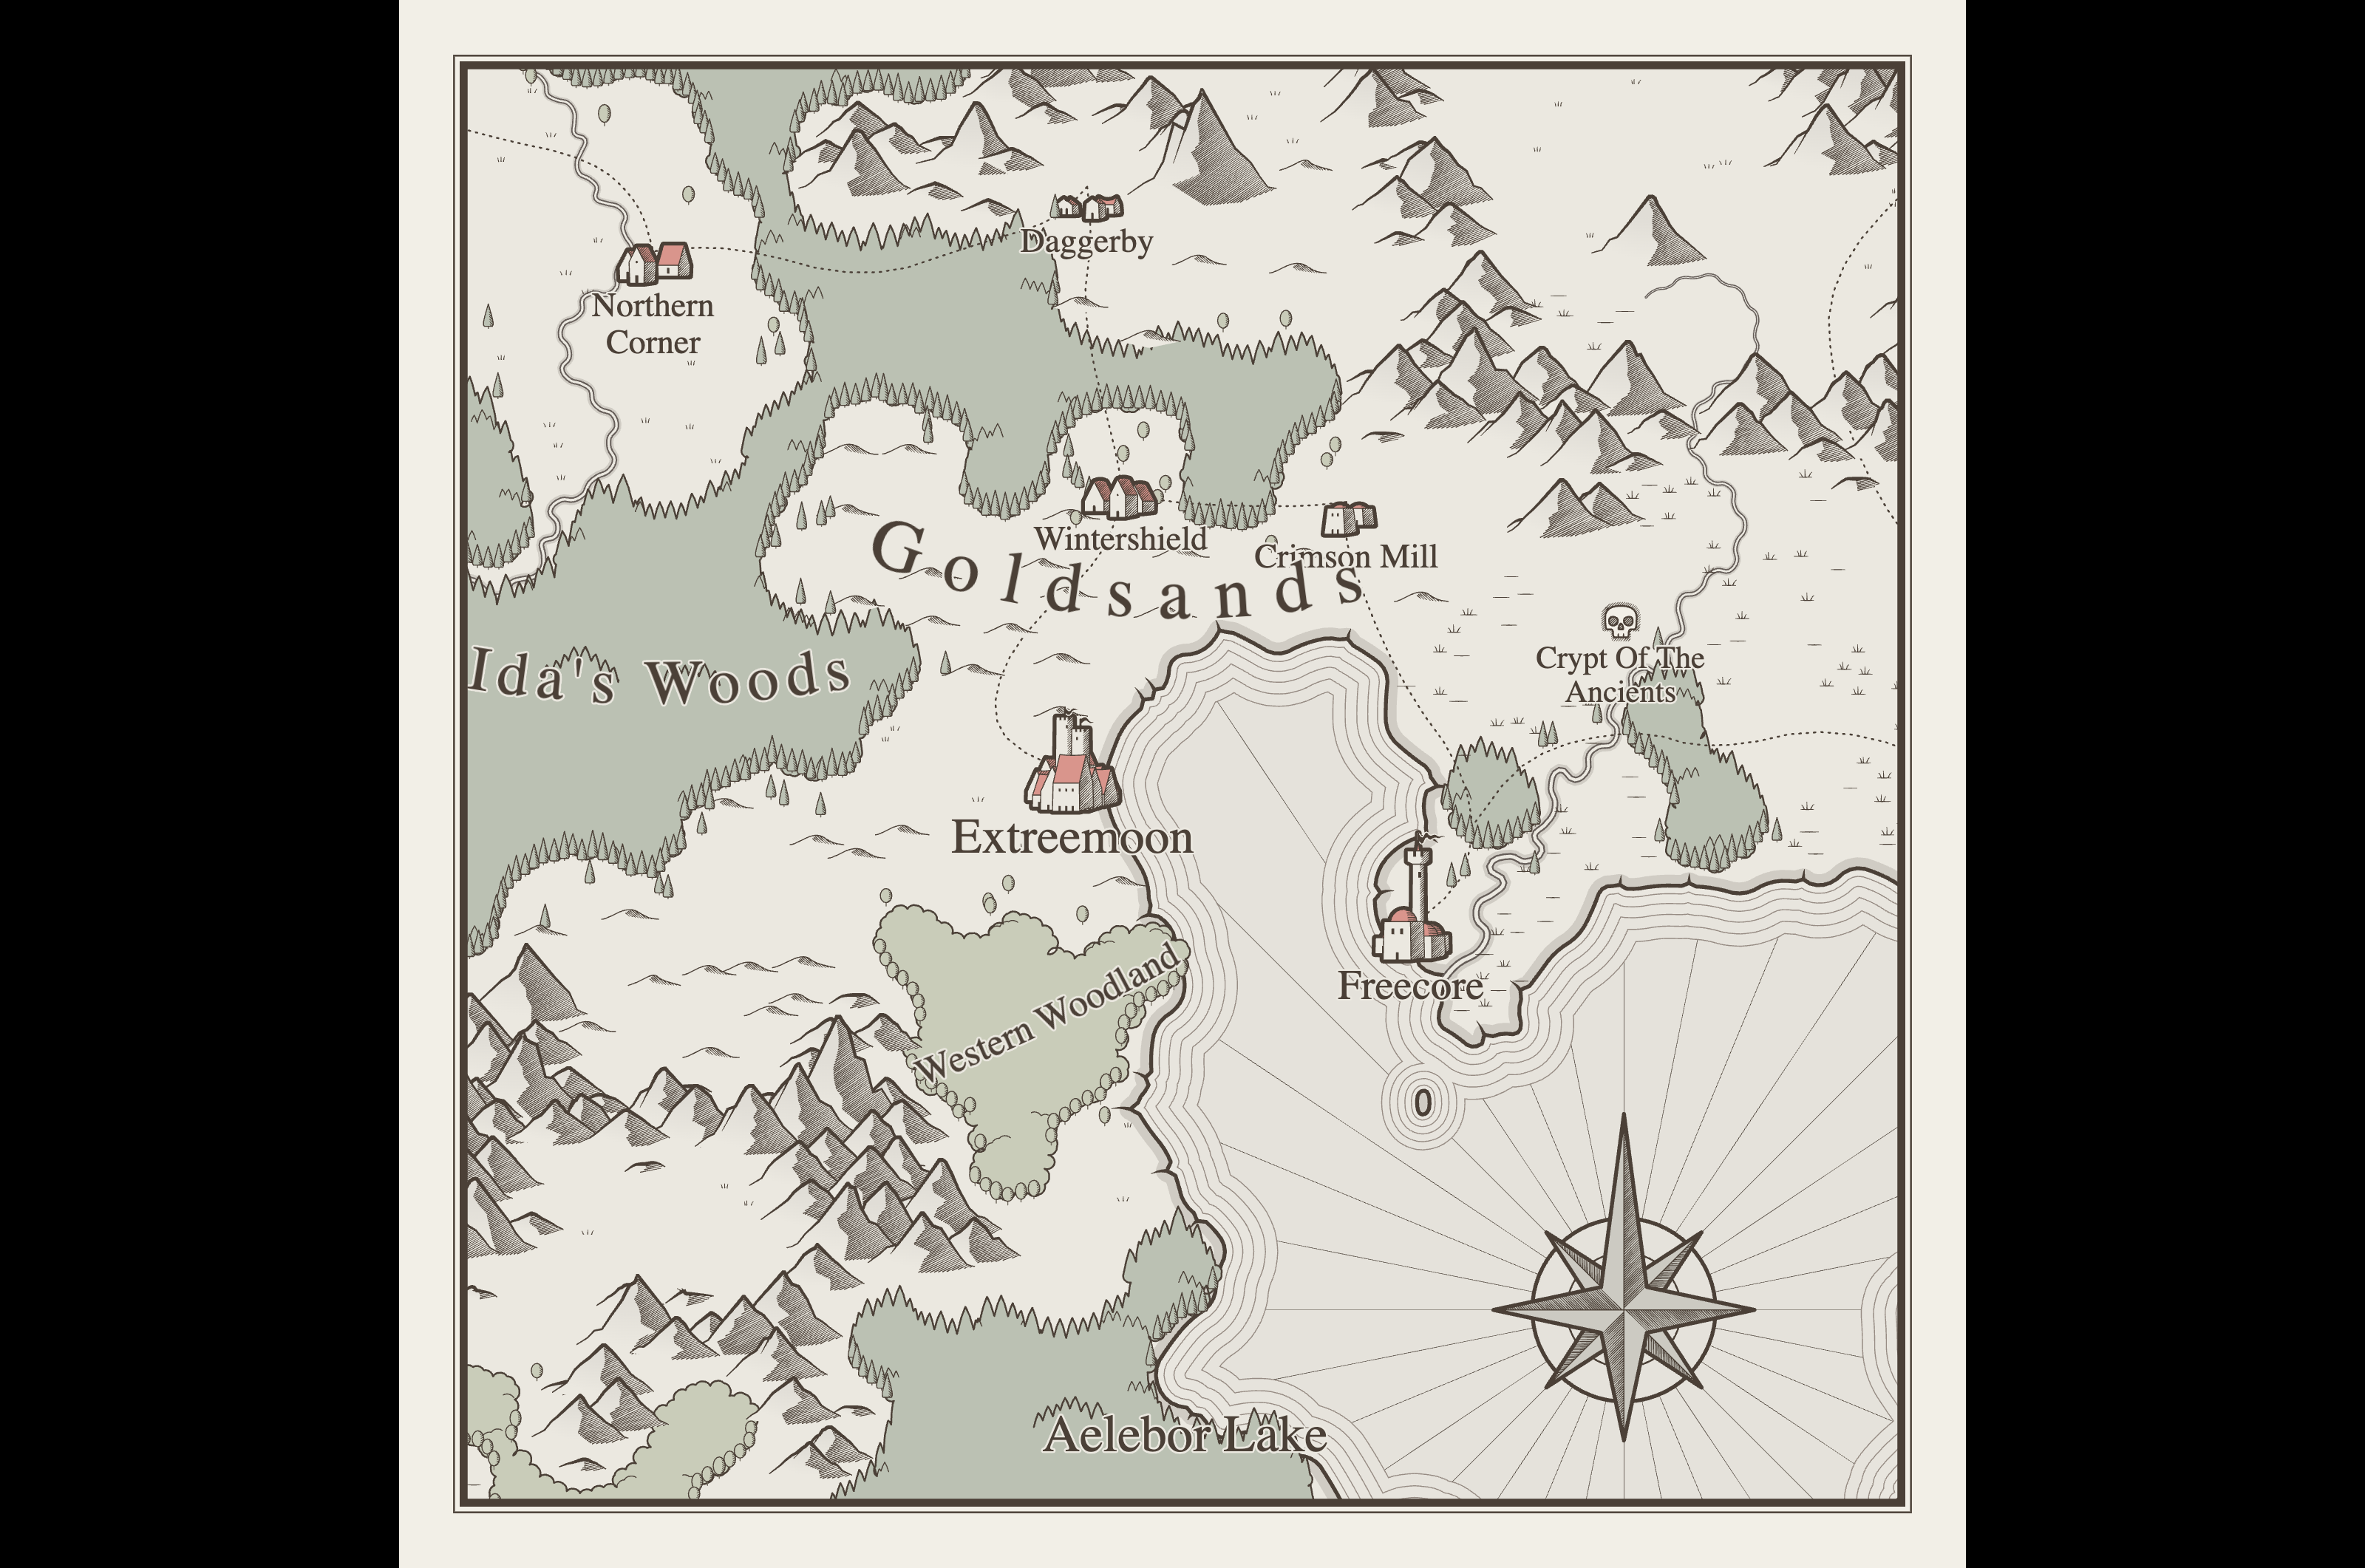 Daggerby
Northern
Corner
Wintershield
Crimson Mill
Goldsands
Crypt Of The
Ancients
Ida's Woods
Extreemoon
Western Woodland
Freecore
Aelebor Lake